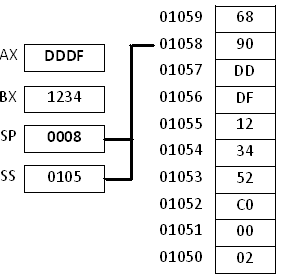 01059 68
01058 90
AX DDDF 01057 DD
BX 1234 01056 DF
01055 12
SP 0008 01054 34
SS 0105 01053 52
01052 C0
01051 00
01050 02